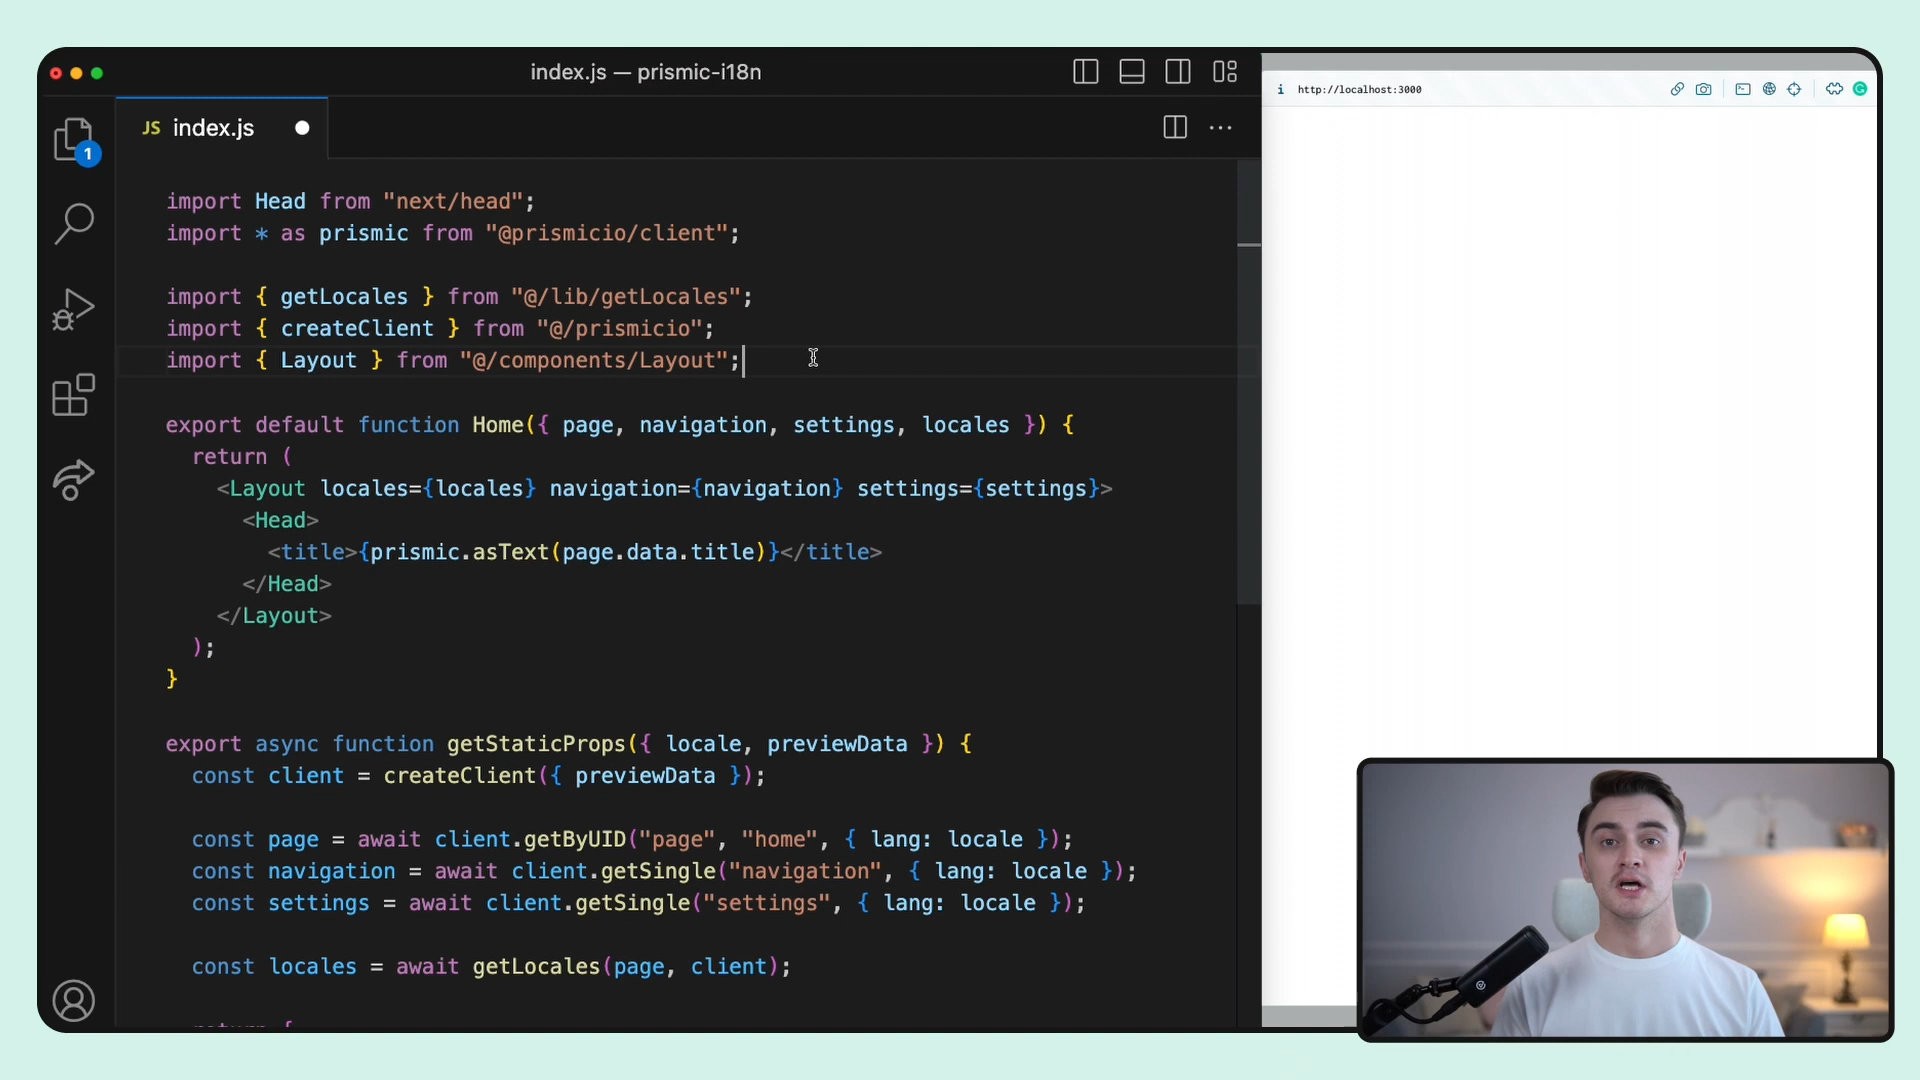 index.js — prismic-i18n
http://localhost:3000
JS index.js
1
import Head from "next/head";
import * as prismic from "@prismicio/client";
import { getLocales } from "@/lib/getLocales";
import { createClient } from "@/prismicio";
import { Layout } from "@/components/Layout";
export default function Home({ page, navigation, settings, locales }) {
return (
<Layout locales={locales} navigation={navigation} settings={settings}>
<Head>
<title>{prismic.asText(page.data.title)}</title>
</Head>
</Layout>
);
}
export async function getStaticProps({ locale, previewData }) {
const client = createClient({ previewData });
const page = await client.getByUID("page", "home", { lang: locale });
const navigation = await client.getSingle("navigation", { lang: locale });
const settings = await client.getSingle("settings", { lang: locale });
const locales = await getLocales(page, client);
return {